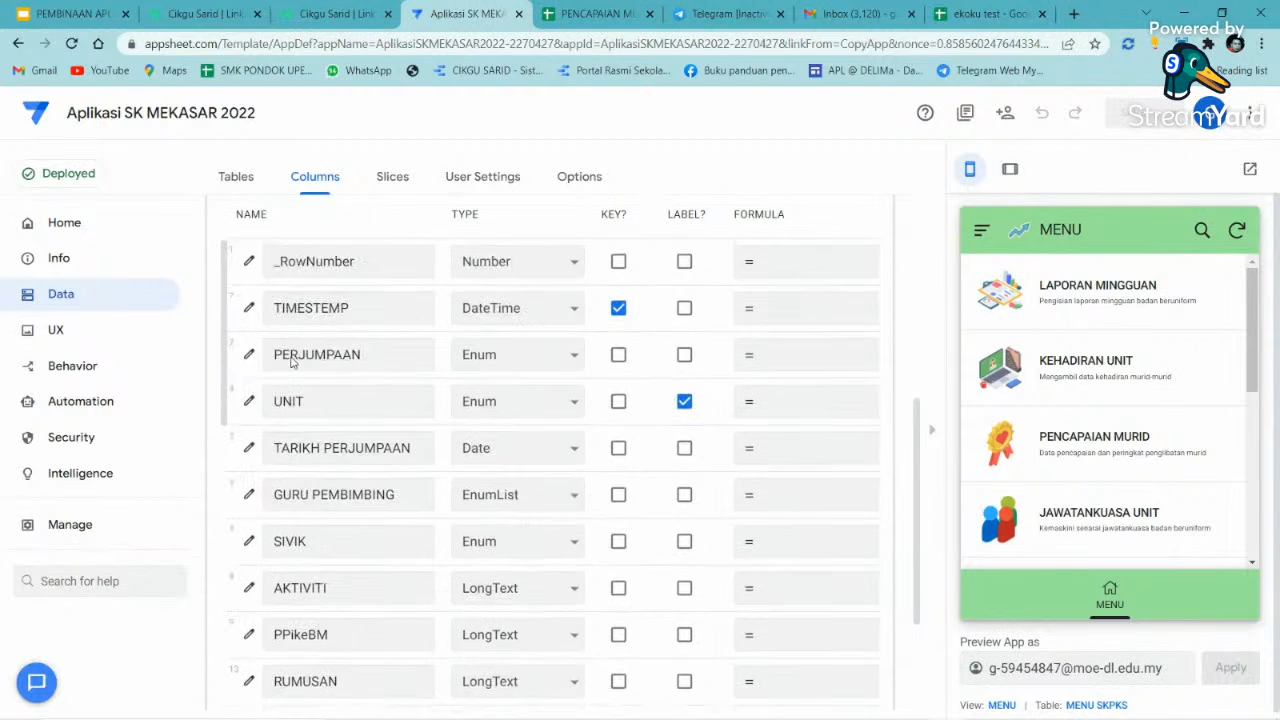 PEMBINAAN APC
Cikgu Sarid | Link
Cikgu Sarid | Link
Aplikasi SK MEKA
PENCAPAIAN MU
Telegram (Inactiv
Inbox (3,120) - g-
ekoku test - Goog
appsheet.com/Template/AppDef?appName=AplikasiSKMEKASAR2022-2270427&appId=AplikasiSKMEKASAR2022-2270427&linkFrom=CopyApp&nonce=0.858560247644334...
Powered by
Gmail
YouTube
Maps
SMK PONDOK UPE...
WhatsApp
CIKGU SARID - Sist...
Portal Rasmi Sekola...
Buku panduan pen...
APL @ DELIMa - Da...
Telegram Web My...
Reading list
S
StreamYard
Aplikasi SK MEKASAR 2022
Deployed
Tables
Columns
Slices
User Settings
Options
Home
Info
Data
UX
Behavior
Automation
Security
Intelligence
Manage
Search for help
NAME TYPE KEY? LABEL? FORMULA
_RowNumber Number =
TIMESTEMP DateTime =
PERJUMPAAN Enum =
UNIT Enum =
TARIKH PERJUMPAAN Date =
GURU PEMBIMBING EnumList =
SIVIK Enum =
AKTIVITI LongText =
PPikeBM LongText =
RUMUSAN LongText =
MENU
LAPORAN MINGGUAN
Pengisian laporan mingguan badan beruniform
KEHADIRAN UNIT
Mengambil data kehadiran murid-murid
PENCAPAIAN MURID
Data pencapaian dan peringkat penglibatan murid
JAWATANKUASA UNIT
Kemaskini senarai jawatankuasa badan beruniform
MENU
Preview App as
g-59454847@moe-dl.edu.my
Apply
View: MENU | Table: MENU SKPKS